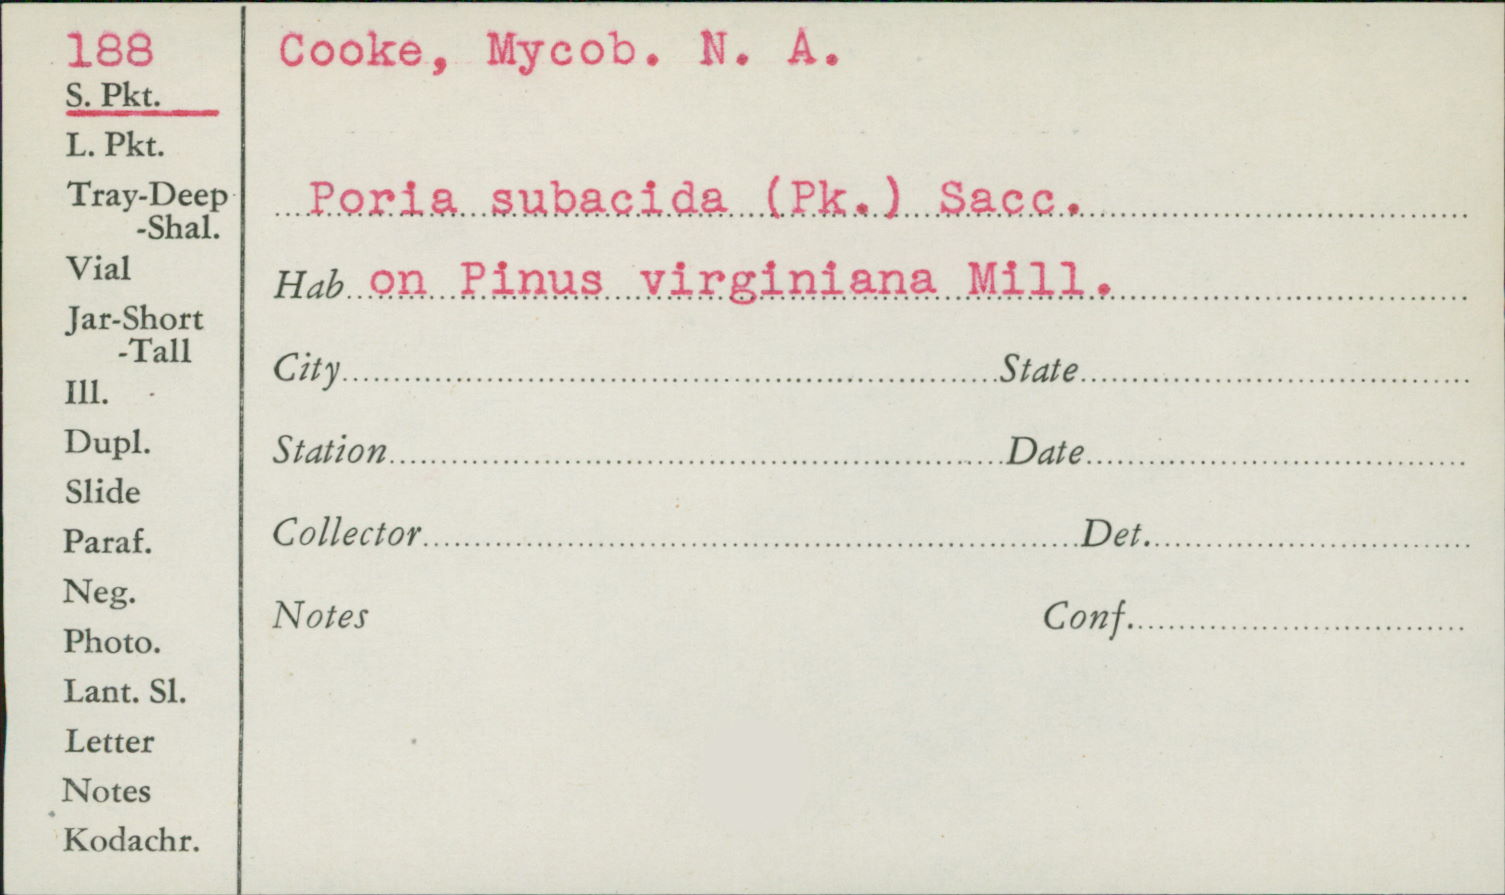 188
S. Pkt.
L. Pkt.
Tray-Deep
-Shal.
Vial
Jar-Short
-Tall
Ill.
Dupl.
Slide
Paraf.
Neg.
Photo.
Lant. Sl.
Letter
Notes
Kodachr.
Cooke, Mycob. N. A.
Poria subacida (Pk.) Sacc.
Hab on Pinus virginiana Mill.
City State
Station Date
Collector Det.
Notes Conf.